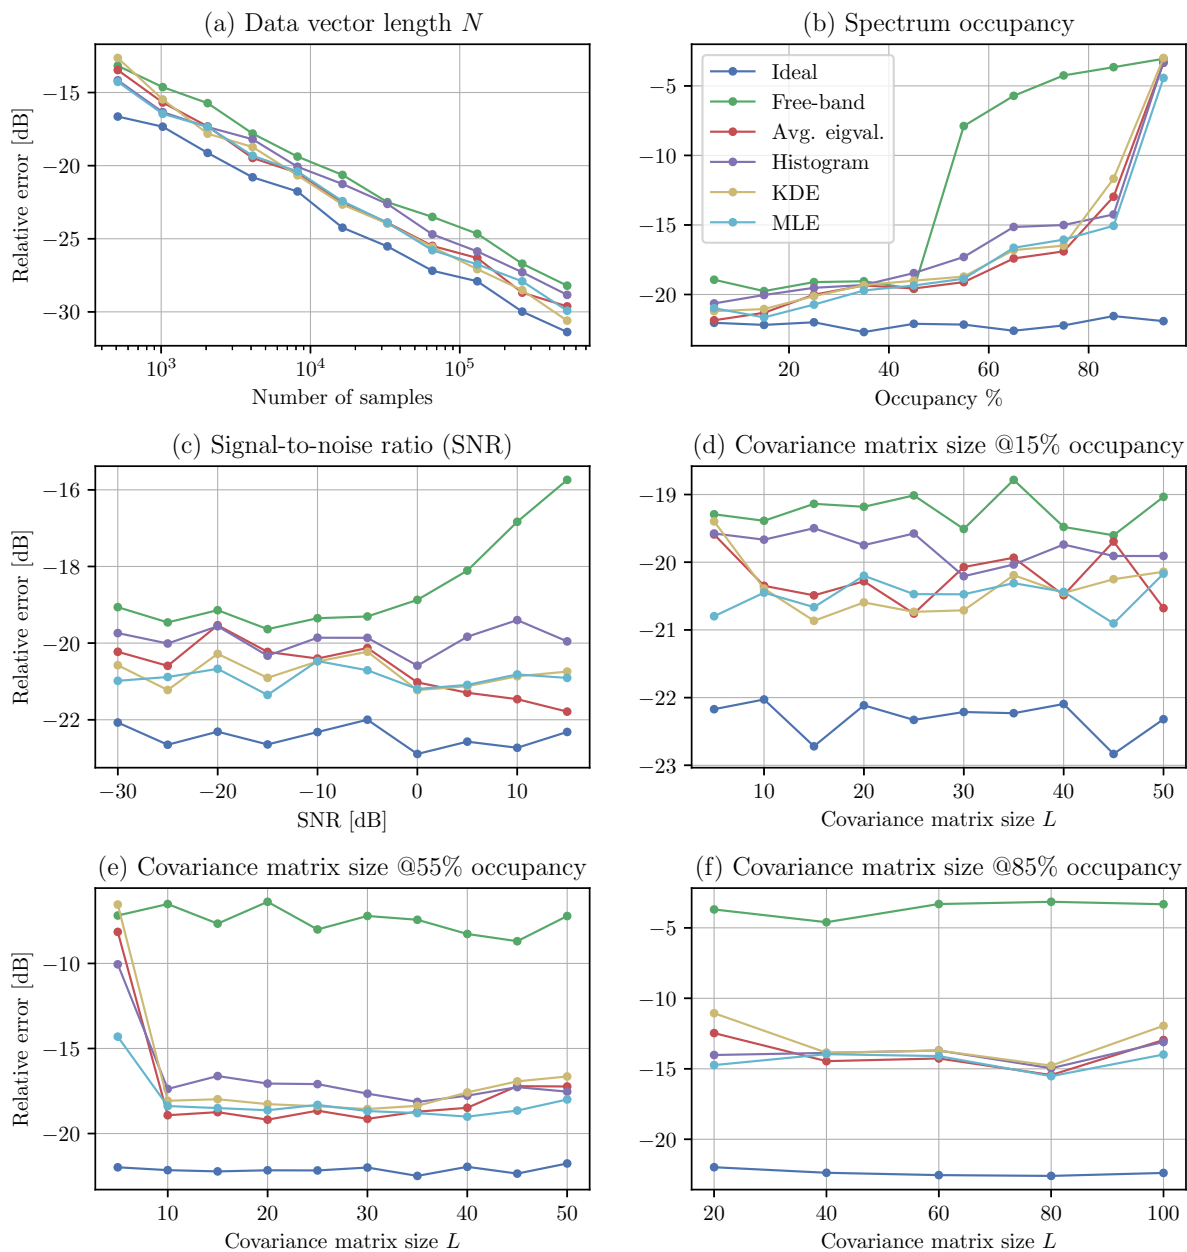 (a) Data vector length N
Relative error [dB]
−15
−20
−25
−30
10³
10⁴
10⁵
Number of samples
(b) Spectrum occupancy
Ideal
Free-band
Avg. eigval.
Histogram
KDE
MLE
−5
−10
−15
−20
20
40
60
80
Occupancy %
(c) Signal-to-noise ratio (SNR)
Relative error [dB]
−16
−18
−20
−22
−30
−20
−10
0
10
SNR [dB]
(d) Covariance matrix size @15% occupancy
−19
−20
−21
−22
−23
10
20
30
40
50
Covariance matrix size L
(e) Covariance matrix size @55% occupancy
Relative error [dB]
−10
−15
−20
10
20
30
40
50
Covariance matrix size L
(f) Covariance matrix size @85% occupancy
−5
−10
−15
−20
20
40
60
80
100
Covariance matrix size L